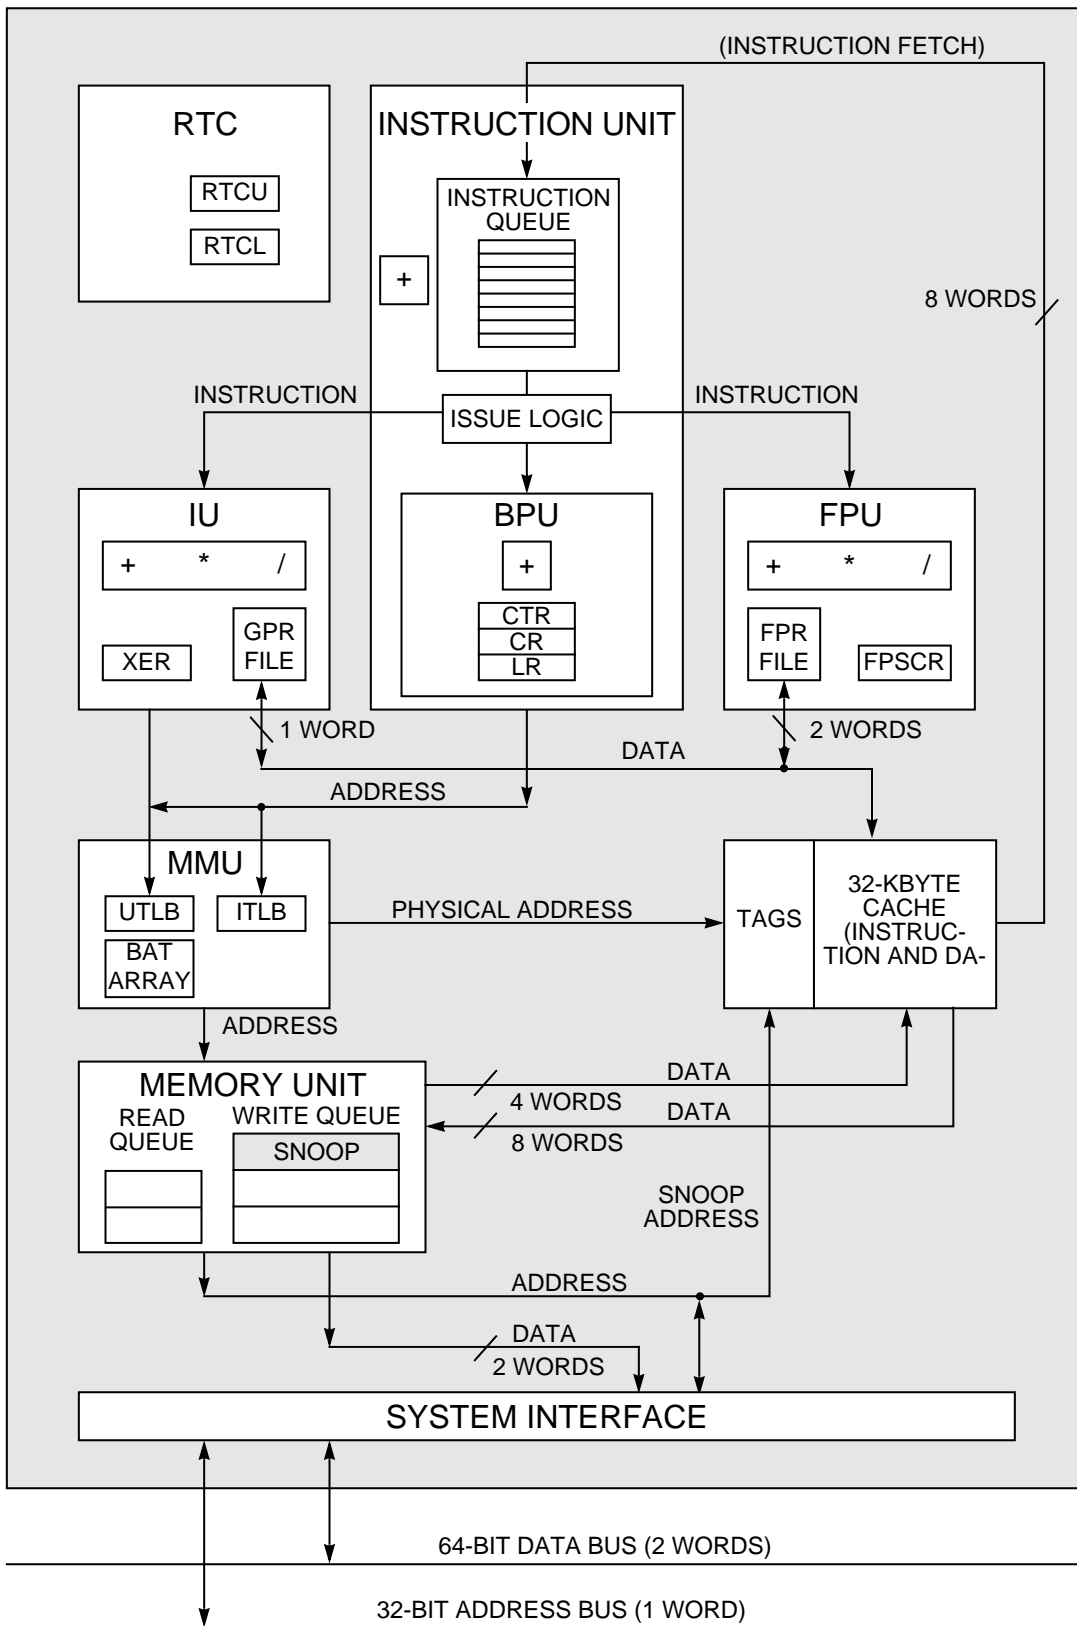 (INSTRUCTION FETCH)
RTC
RTCU
RTCL
INSTRUCTION UNIT
INSTRUCTION
QUEUE
+
8 WORDS
INSTRUCTION
ISSUE LOGIC
INSTRUCTION
IU
+ * /
XER
GPR
FILE
BPU
+
CTR
CR
LR
FPU
+ * /
FPR
FILE
FPSCR
1 WORD
2 WORDS
DATA
ADDRESS
MMU
UTLB
ITLB
BAT
ARRAY
PHYSICAL ADDRESS
TAGS
32-KBYTE
CACHE
(INSTRUC-
TION AND DA-
ADDRESS
MEMORY UNIT
READ
QUEUE
WRITE QUEUE
SNOOP
DATA
4 WORDS
DATA
8 WORDS
SNOOP
ADDRESS
ADDRESS
DATA
2 WORDS
SYSTEM INTERFACE
64-BIT DATA BUS (2 WORDS)
32-BIT ADDRESS BUS (1 WORD)